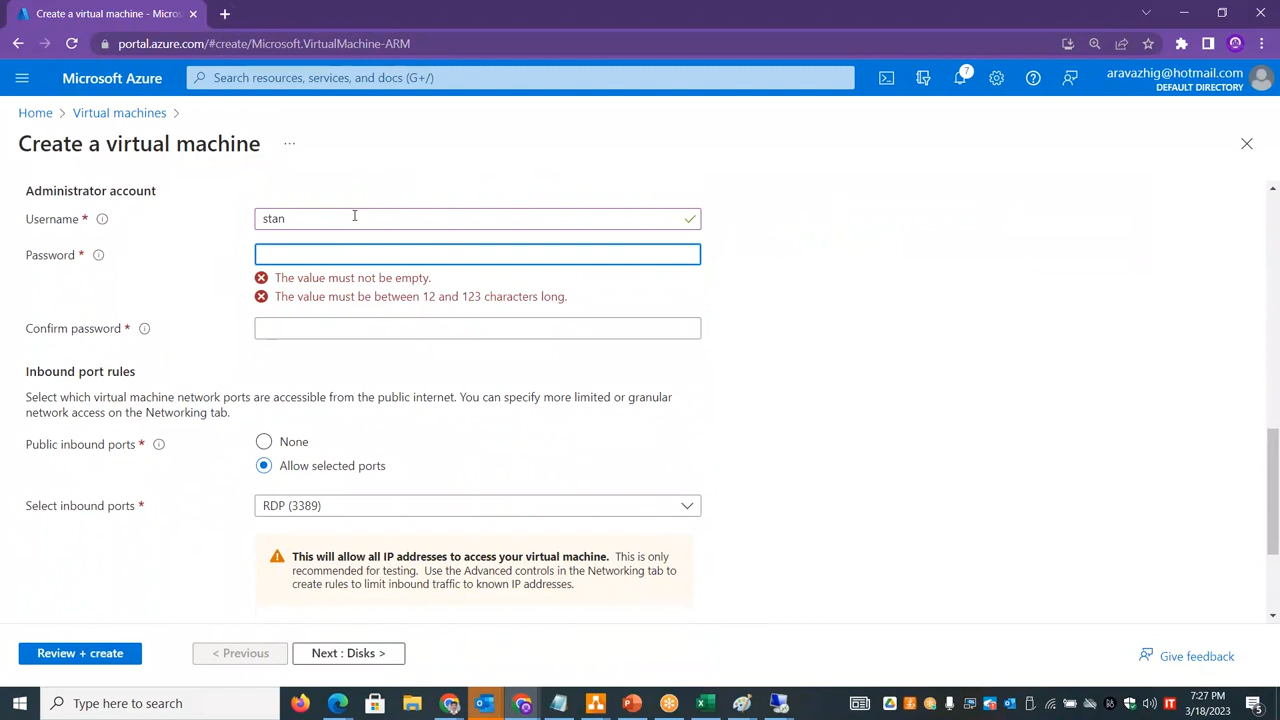 Create a virtual machine - Micros
portal.azure.com/#create/Microsoft.VirtualMachine-ARM
Microsoft Azure
Search resources, services, and docs (G+/)
7
aravazhig@hotmail.com
DEFAULT DIRECTORY
Home > Virtual machines >
Create a virtual machine ...
Administrator account
Username *
stan
Password *
The value must not be empty.
The value must be between 12 and 123 characters long.
Confirm password *
Inbound port rules
Select which virtual machine network ports are accessible from the public internet. You can specify more limited or granular
network access on the Networking tab.
Public inbound ports *
None
Allow selected ports
Select inbound ports *
RDP (3389)
This will allow all IP addresses to access your virtual machine. This is only
recommended for testing. Use the Advanced controls in the Networking tab to
create rules to limit inbound traffic to known IP addresses.
Review + create
< Previous
Next : Disks >
Give feedback
Type here to search
IT
7:27 PM
3/18/2023
5